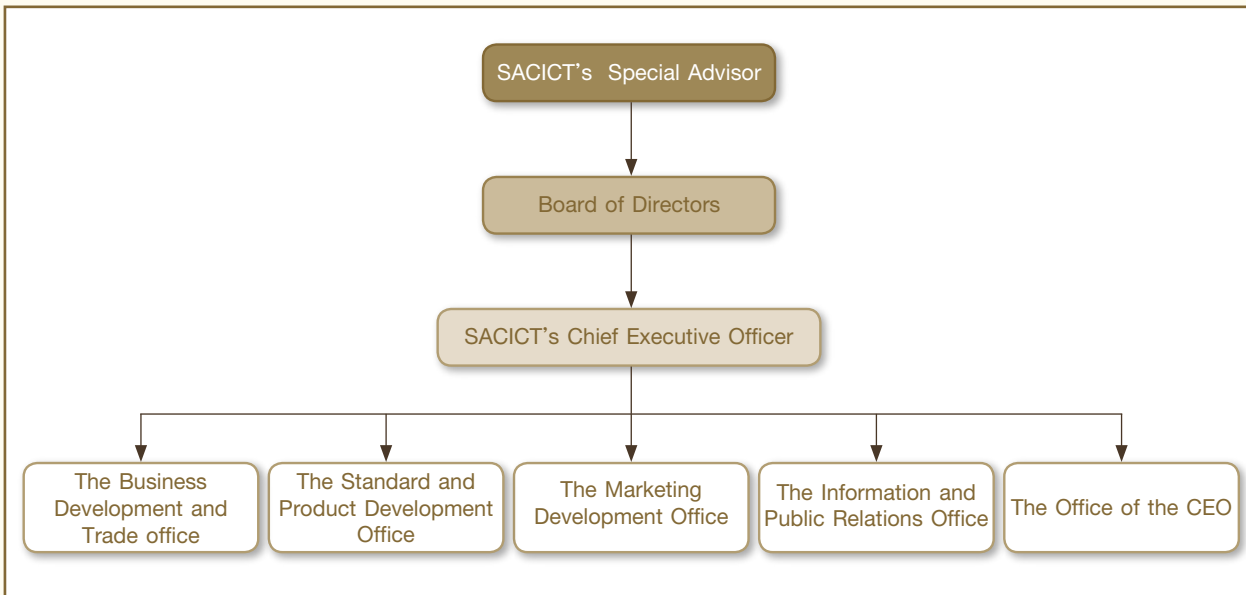 SACICT's Special Advisor
Board of Directors
SACICT's Chief Executive Officer
The Business
Development and
Trade office
The Standard and
Product Development
Office
The Marketing
Development Office
The Information and
Public Relations Office
The Office of the CEO